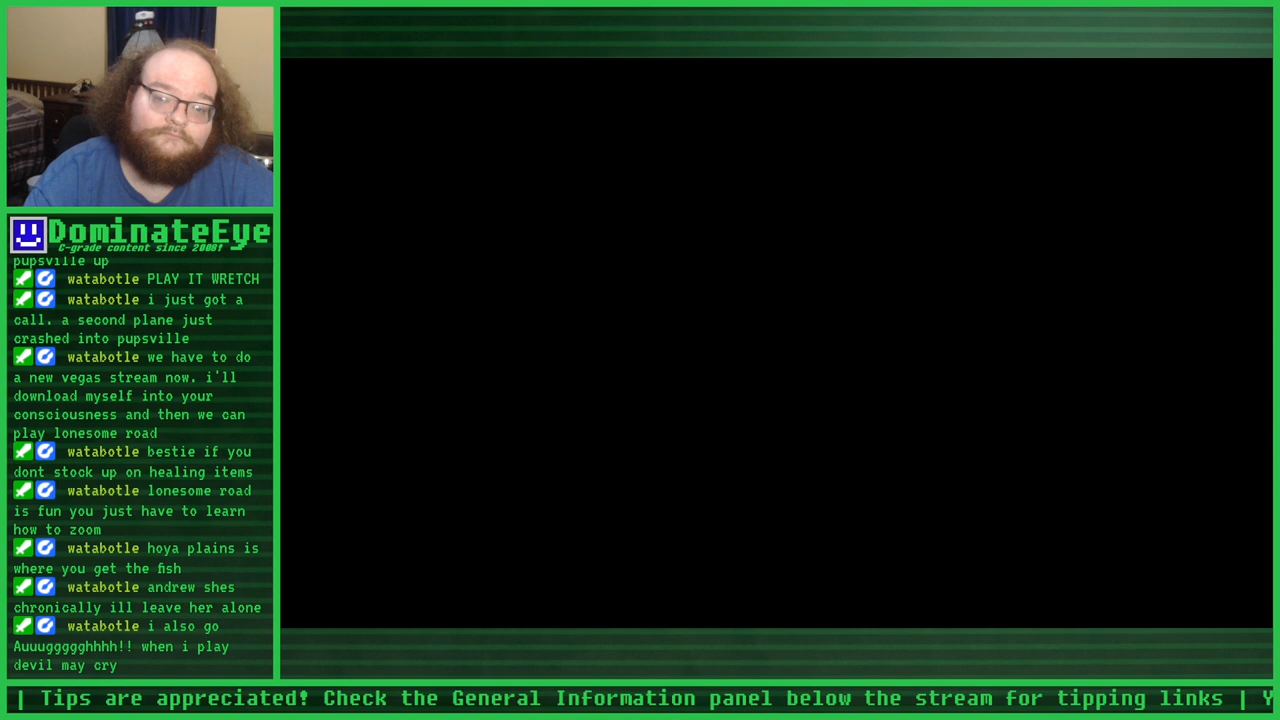 DominateEye
C-grade content since 2008!
pupsville up
watabotle PLAY IT WRETCH
watabotle i just got a
call. a second plane just
crashed into pupsville
watabotle we have to do
a new vegas stream now. i'll
download myself into your
consciousness and then we can
play lonesome road
watabotle bestie if you
dont stock up on healing items
watabotle lonesome road
is fun you just have to learn
how to zoom
watabotle hoya plains is
where you get the fish
watabotle andrew shes
chronically ill leave her alone
watabotle i also go
Auuuggggghhhh!! when i play
devil may cry
| Tips are appreciated! Check the General Information panel below the stream for tipping links | Y